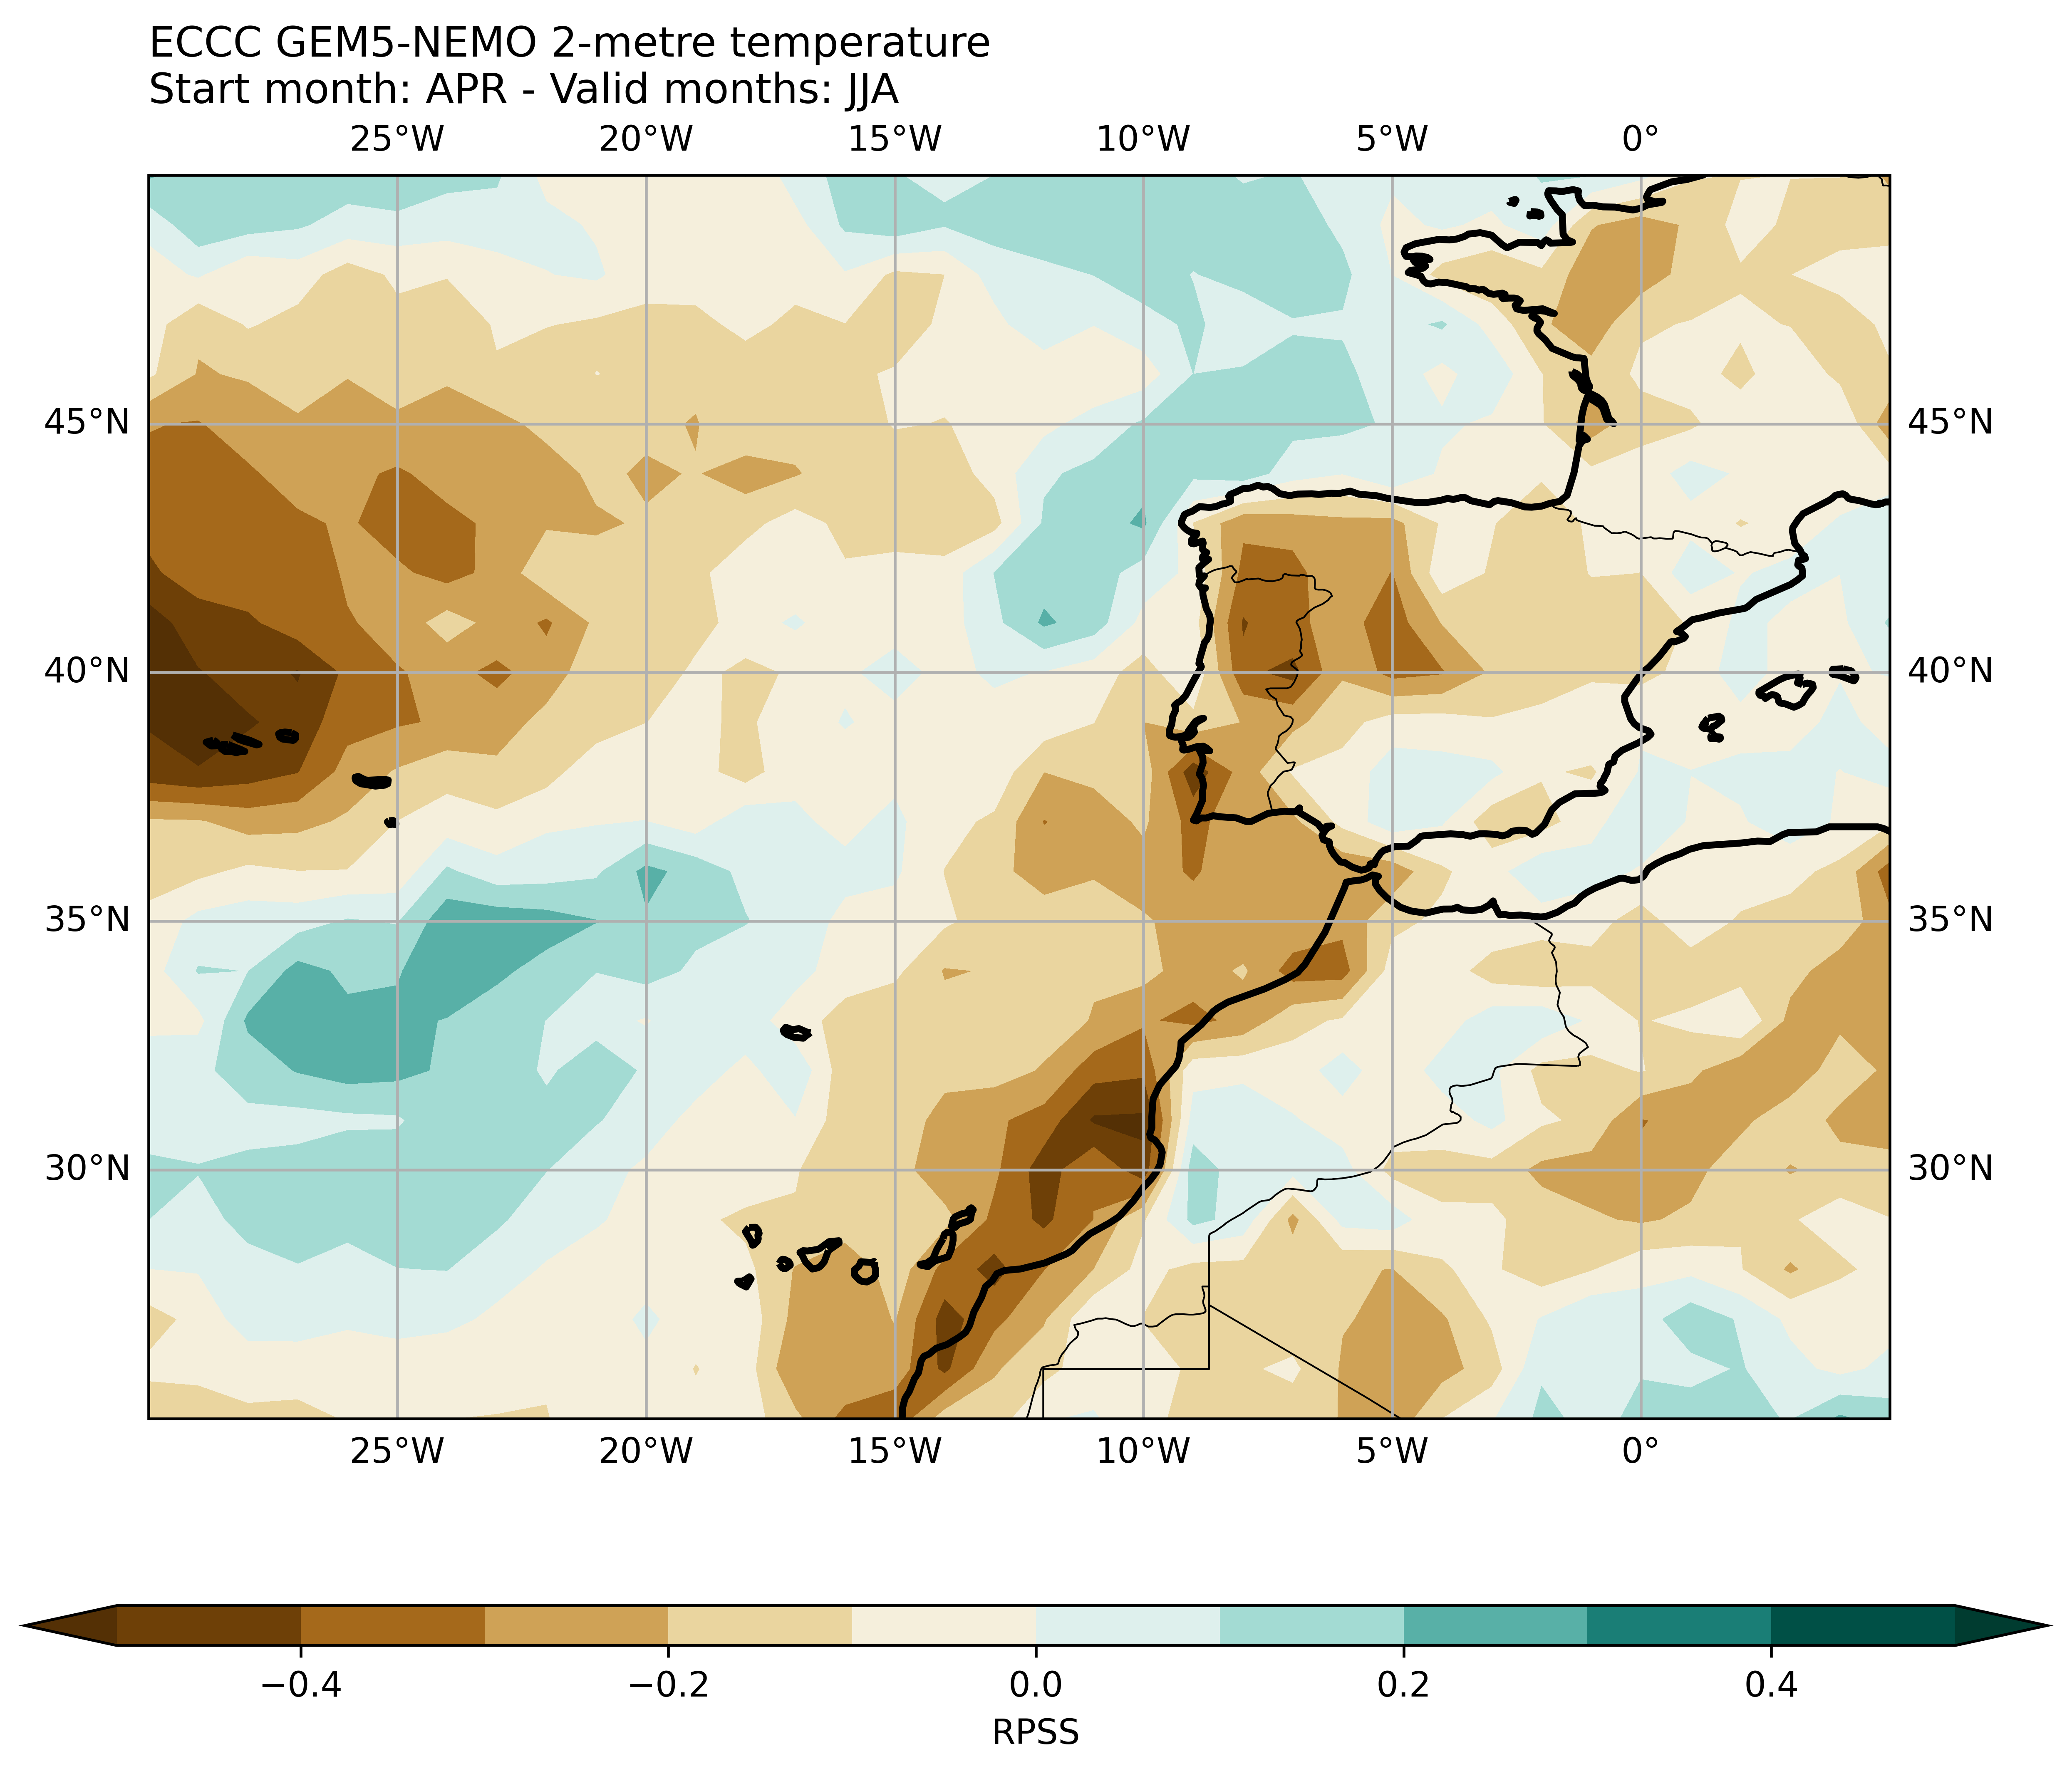 ECCC GEM5-NEMO 2-metre temperature
Start month: APR - Valid months: JJA
25°W 20°W 15°W 10°W 5°W 0°
45°N 45°N
40°N 40°N
35°N 35°N
30°N 30°N
25°W 20°W 15°W 10°W 5°W 0°
−0.4 −0.2 0.0 0.2 0.4
RPSS